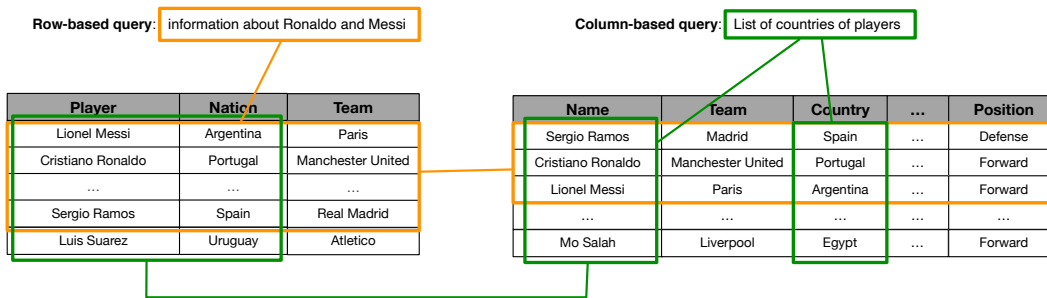 Row-based query: information about Ronaldo and Messi
Column-based query: List of countries of players
Player Nation Team
Lionel Messi Argentina Paris
Cristiano Ronaldo Portugal Manchester United
… … …
Sergio Ramos Spain Real Madrid
Luis Suarez Uruguay Atletico
Name Team Country … Position
Sergio Ramos Madrid Spain … Defense
Cristiano Ronaldo Manchester United Portugal … Forward
Lionel Messi Paris Argentina … Forward
… … … … …
Mo Salah Liverpool Egypt … Forward